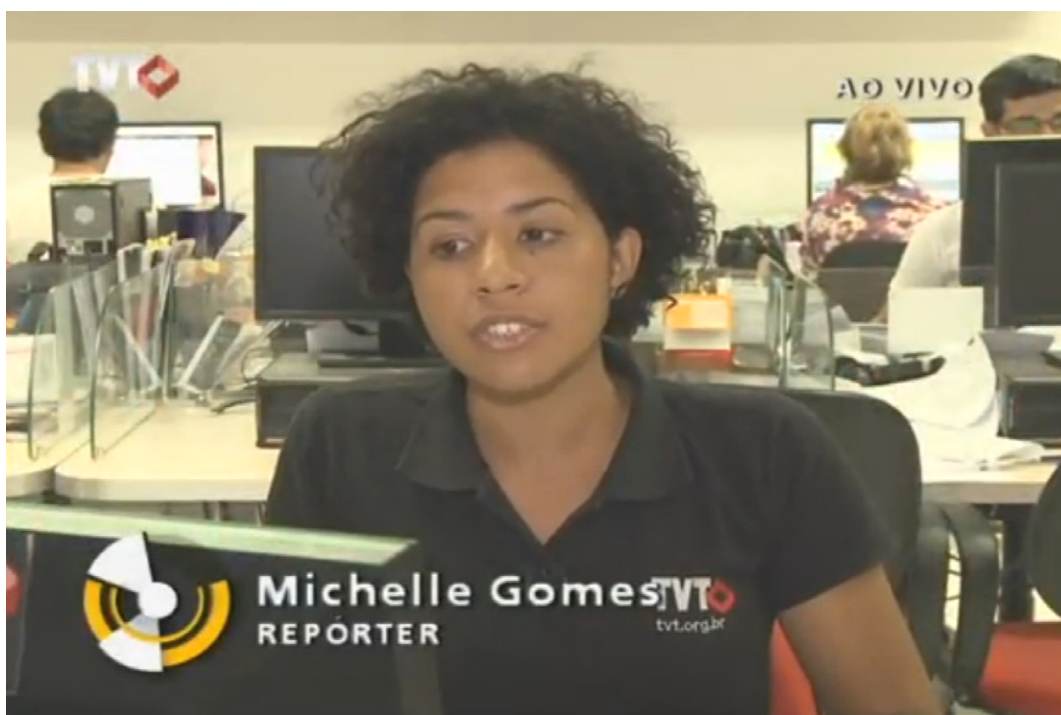 TVT
AO VIVO
Michelle Gomes
REPÓRTER
TVT
tvt.org.br